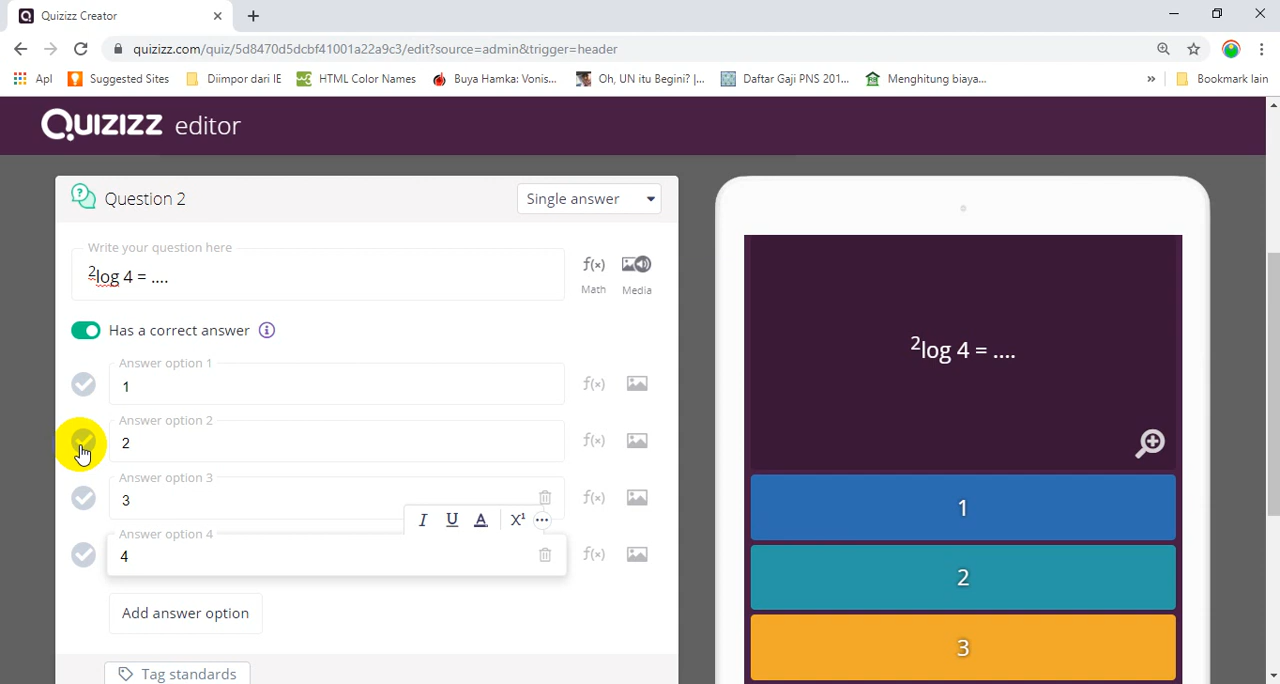 Quizizz Creator
quizizz.com/quiz/5d8470d5dcbf41001a22a9c3/edit?source=admin&trigger=header
Apl Suggested Sites Diimpor dari IE HTML Color Names Buya Hamka: Vonis... Oh, UN itu Begini? |... Daftar Gaji PNS 201... Menghitung biaya... » Bookmark lain
Quizizz editor
Question 2 Single answer
Write your question here
²log 4 = ....
f(x)
Math Media
Has a correct answer
Answer option 1
1
f(x)
Answer option 2
2
f(x)
Answer option 3
3
f(x)
I U A X¹ ...
Answer option 4
4
f(x)
Add answer option
Tag standards
²log 4 = ....
1
2
3